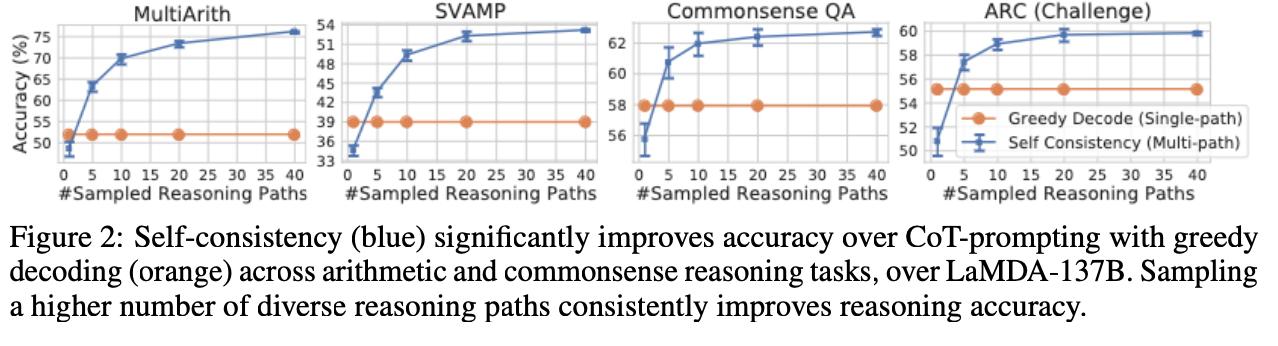 MultiArith
SVAMP
Commonsense QA
ARC (Challenge)
Accuracy (%)
75
70
65
60
55
50
0 5 10 15 20 25 30 35 40
#Sampled Reasoning Paths
54
51
48
45
42
39
36
33
0 5 10 15 20 25 30 35 40
#Sampled Reasoning Paths
62
60
58
56
0 5 10 15 20 25 30 35 40
#Sampled Reasoning Paths
60
58
56
54
52
50
Greedy Decode (Single-path)
Self Consistency (Multi-path)
0 5 10 15 20 25 30 35 40
#Sampled Reasoning Paths
Figure 2: Self-consistency (blue) significantly improves accuracy over CoT-prompting with greedy
decoding (orange) across arithmetic and commonsense reasoning tasks, over LaMDA-137B. Sampling
a higher number of diverse reasoning paths consistently improves reasoning accuracy.